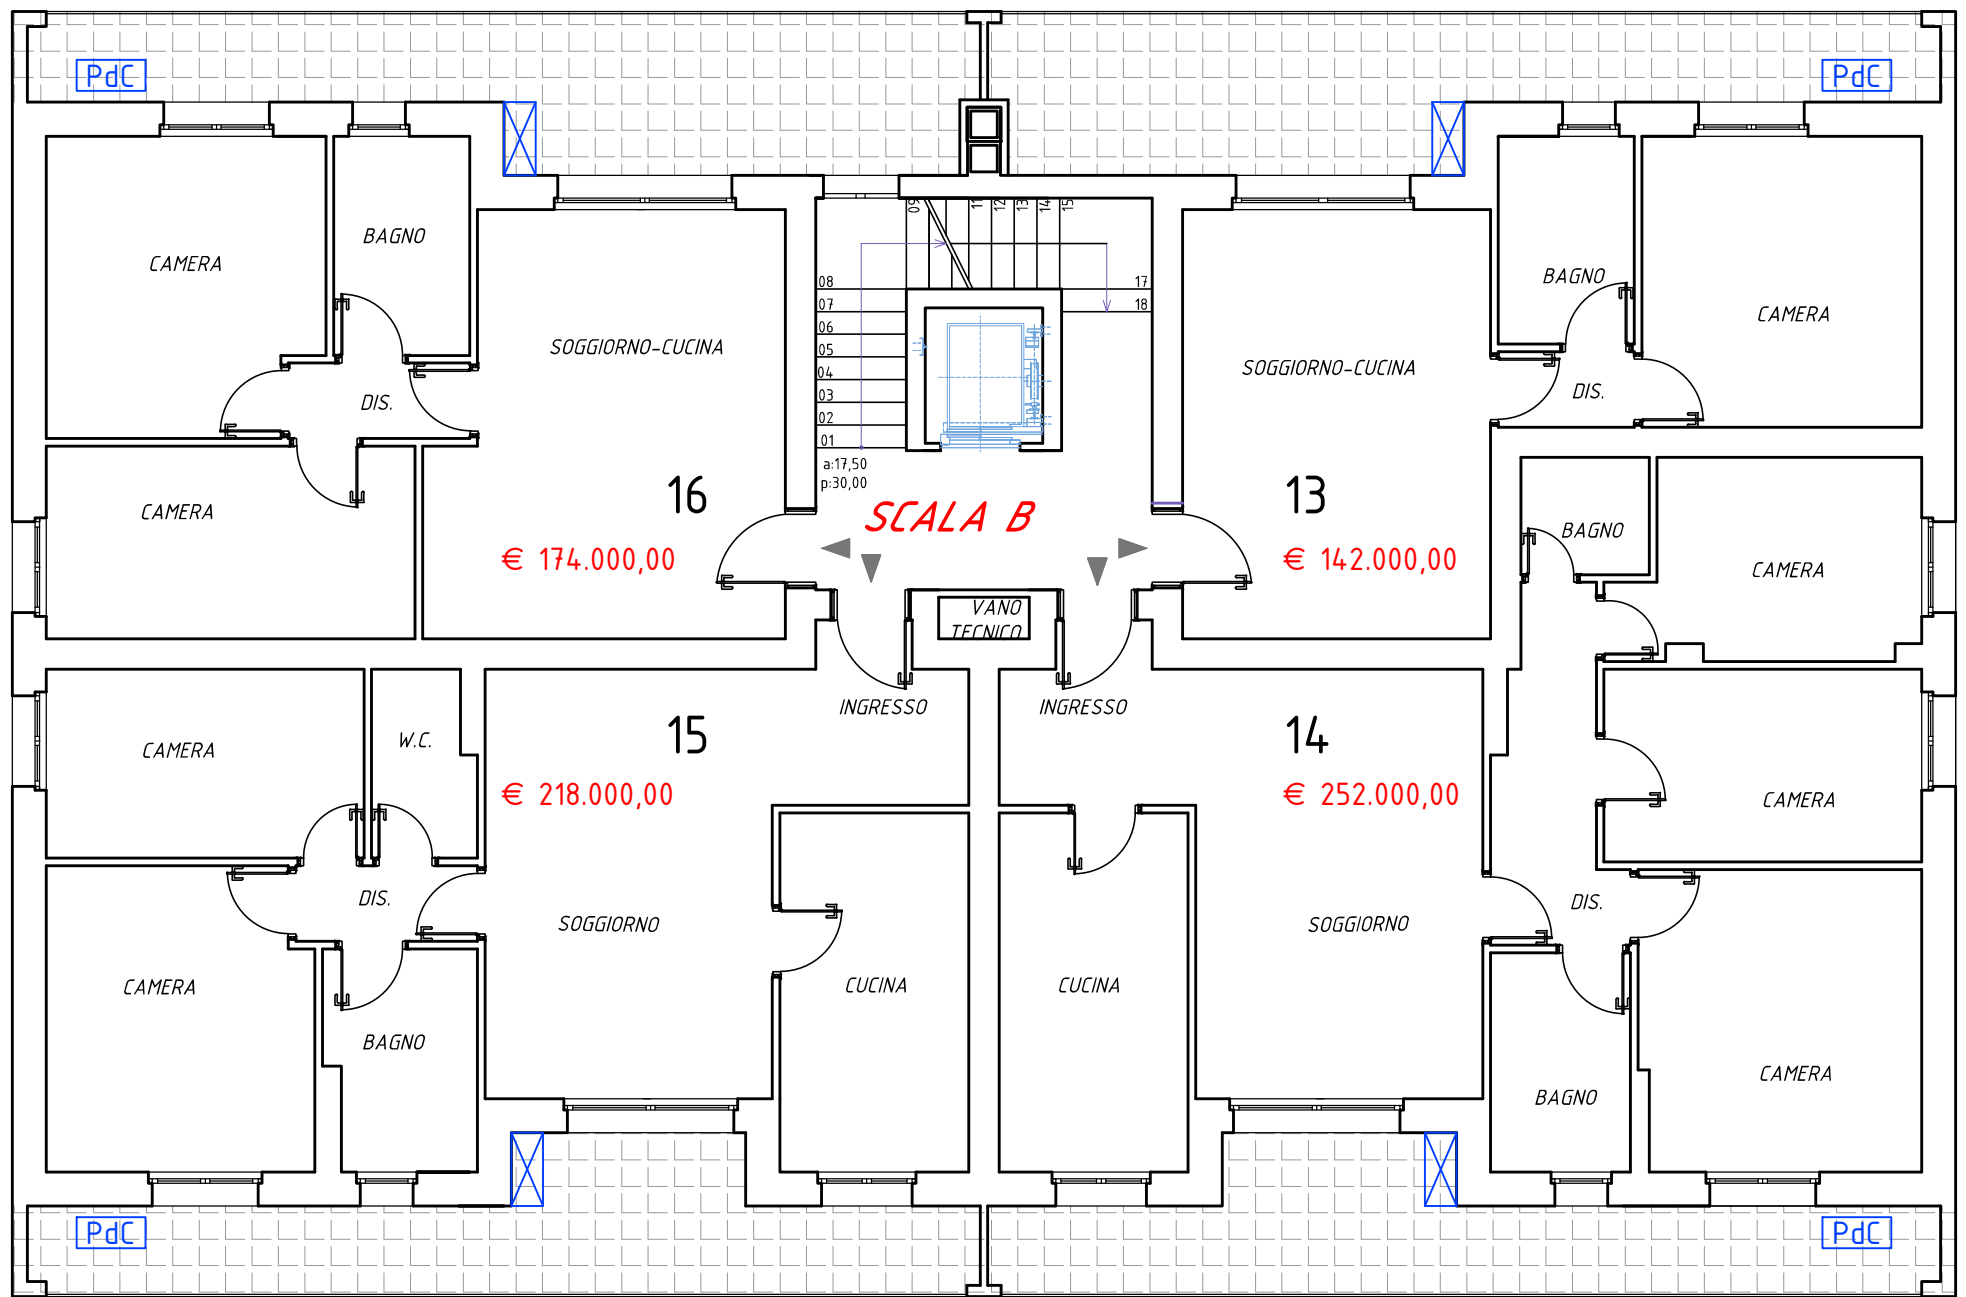 PdC
PdC
BAGNO
CAMERA
BAGNO
CAMERA
SOGGIORNO-CUCINA
SOGGIORNO-CUCINA
DIS.
DIS.
09
11
12
13
14
15
08
17
07
18
06
05
04
03
02
01
a:17,50
p:30,00
SCALA B
CAMERA
16
€ 174.000,00
13
€ 142.000,00
BAGNO
CAMERA
VANO
TECNICO
INGRESSO
INGRESSO
CAMERA
W.C.
15
€ 218.000,00
14
€ 252.000,00
CAMERA
DIS.
DIS.
SOGGIORNO
SOGGIORNO
CAMERA
CUCINA
CUCINA
BAGNO
CAMERA
BAGNO
PdC
PdC